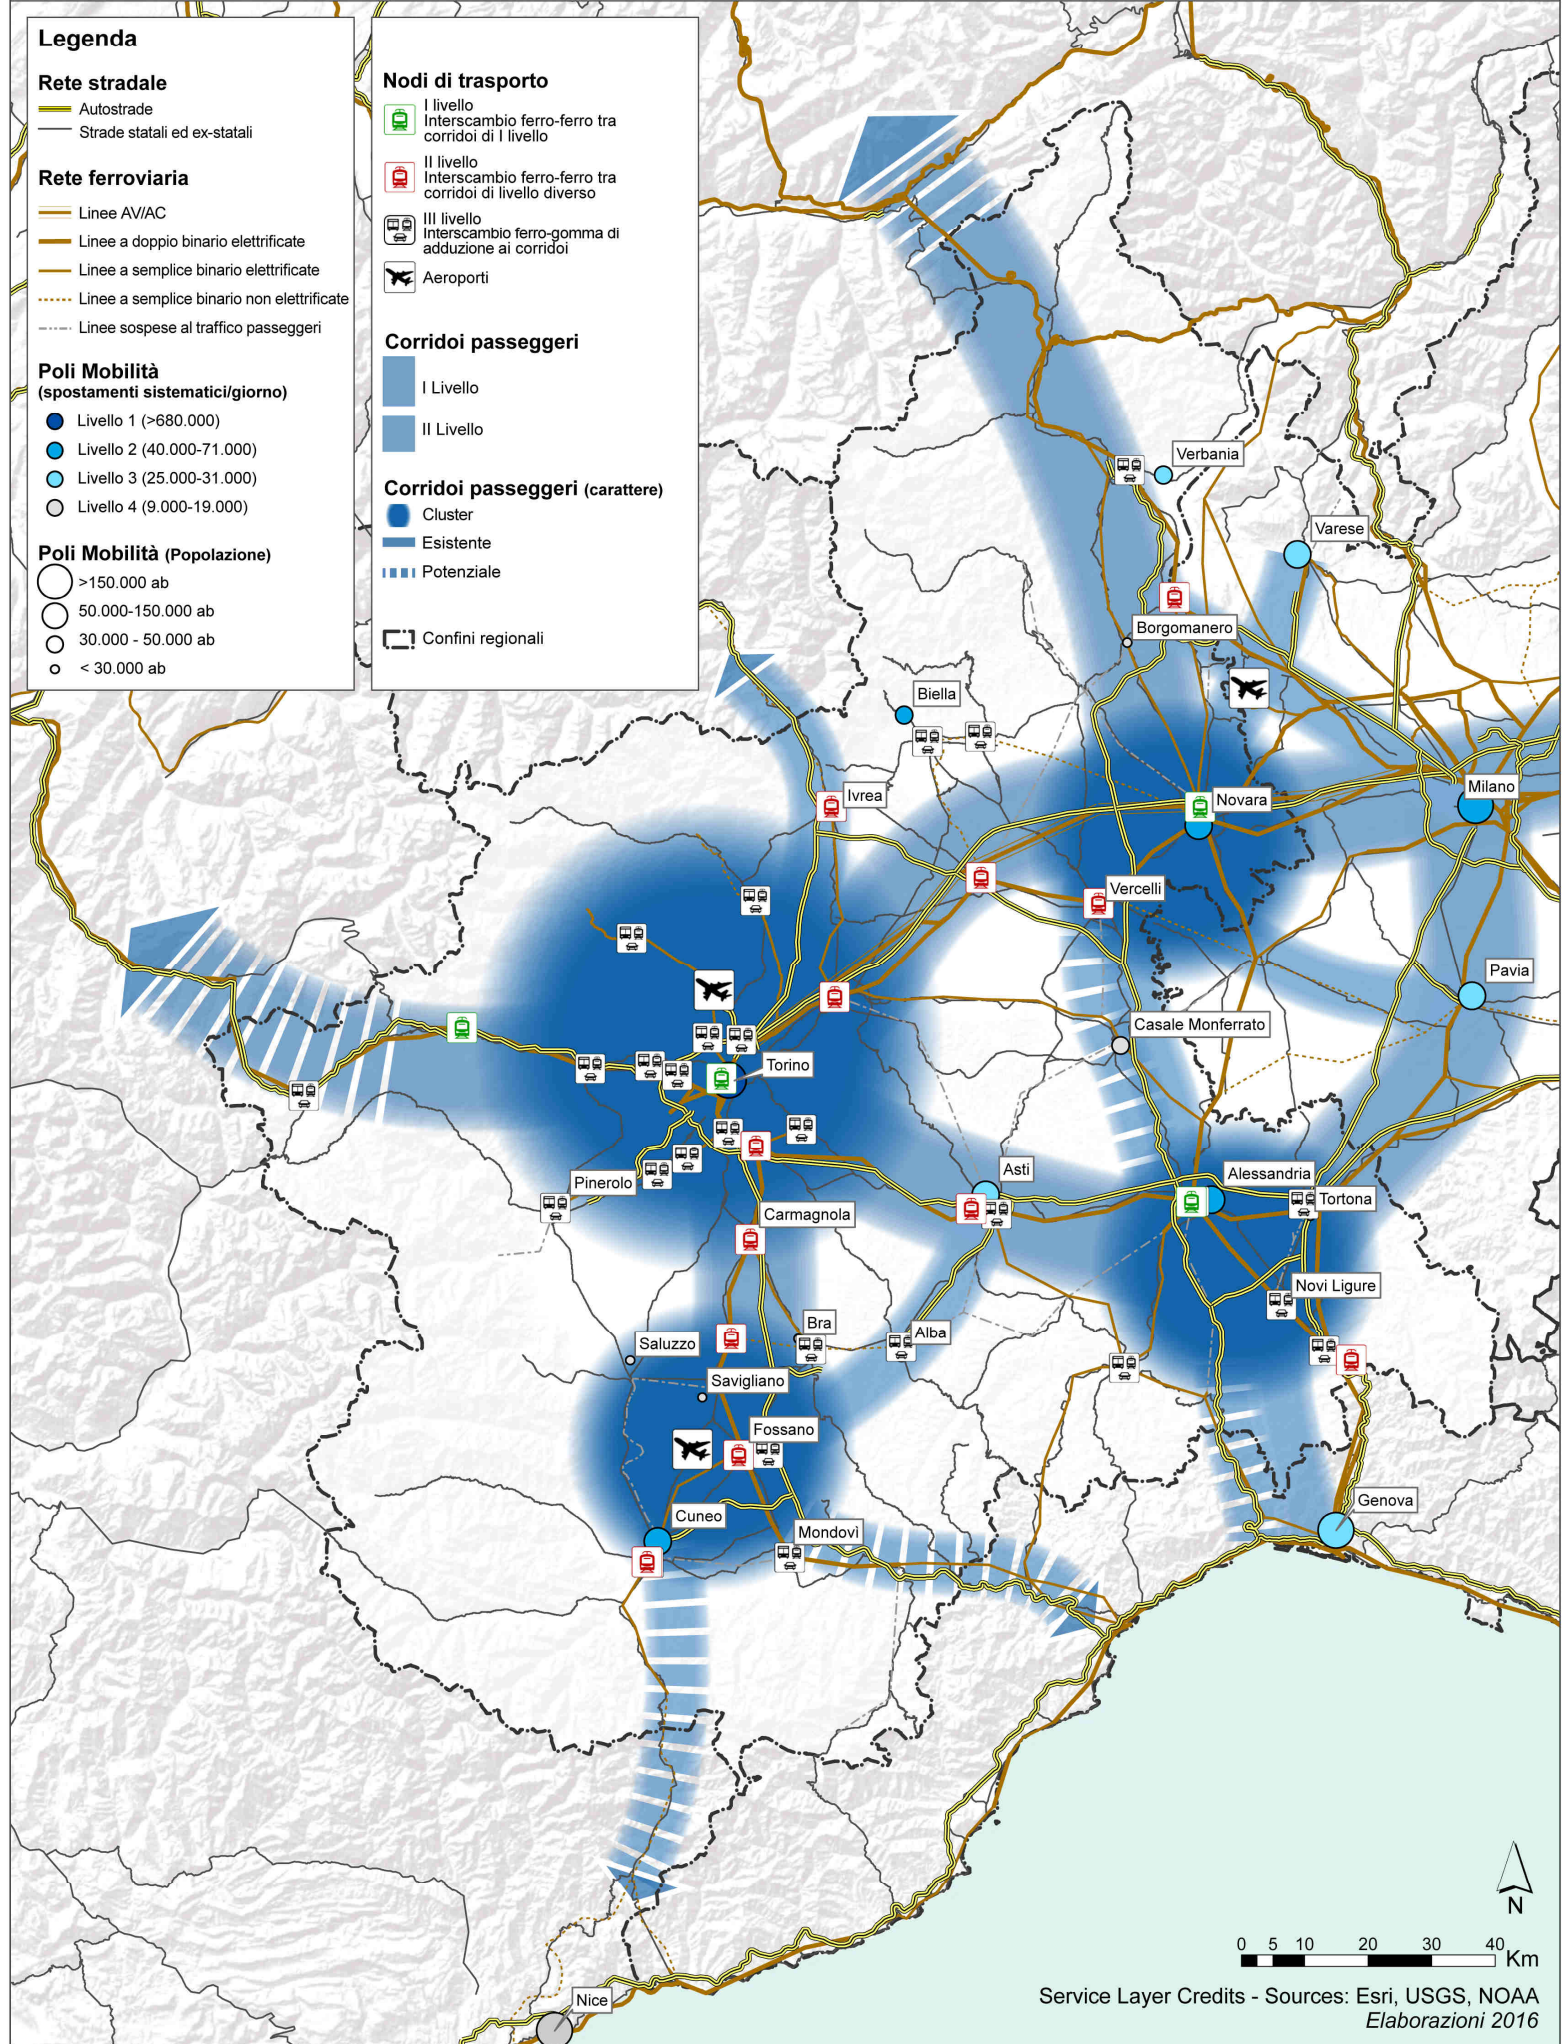 Legenda
Rete stradale
Autostrade
Strade statali ed ex-statali
Rete ferroviaria
Linee AV/AC
Linee a doppio binario elettrificate
Linee a semplice binario elettrificate
Linee a semplice binario non elettrificate
Linee sospese al traffico passeggeri
Poli Mobilità
(spostamenti sistematici/giorno)
Livello 1 (>680.000)
Livello 2 (40.000-71.000)
Livello 3 (25.000-31.000)
Livello 4 (9.000-19.000)
Poli Mobilità (Popolazione)
>150.000 ab
50.000-150.000 ab
30.000 - 50.000 ab
< 30.000 ab
Nodi di trasporto
I livello
Interscambio ferro-ferro tra
corridoi di I livello
II livello
Interscambio ferro-ferro tra
corridoi di livello diverso
III livello
Interscambio ferro-gomma di
adduzione ai corridoi
Aeroporti
Corridoi passeggeri
I Livello
II Livello
Corridoi passeggeri (carattere)
Cluster
Esistente
Potenziale
Confini regionali
Verbania
Varese
Borgomanero
Biella
Ivrea
Novara
Milano
Vercelli
Pavia
Casale Monferrato
Torino
Asti
Alessandria
Pinerolo
Tortona
Carmagnola
Novi Ligure
Bra
Alba
Saluzzo
Savigliano
Fossano
Genova
Cuneo
Mondovì
Nice
N
0 5 10 20 30 40 Km
Service Layer Credits - Sources: Esri, USGS, NOAA
Elaborazioni 2016